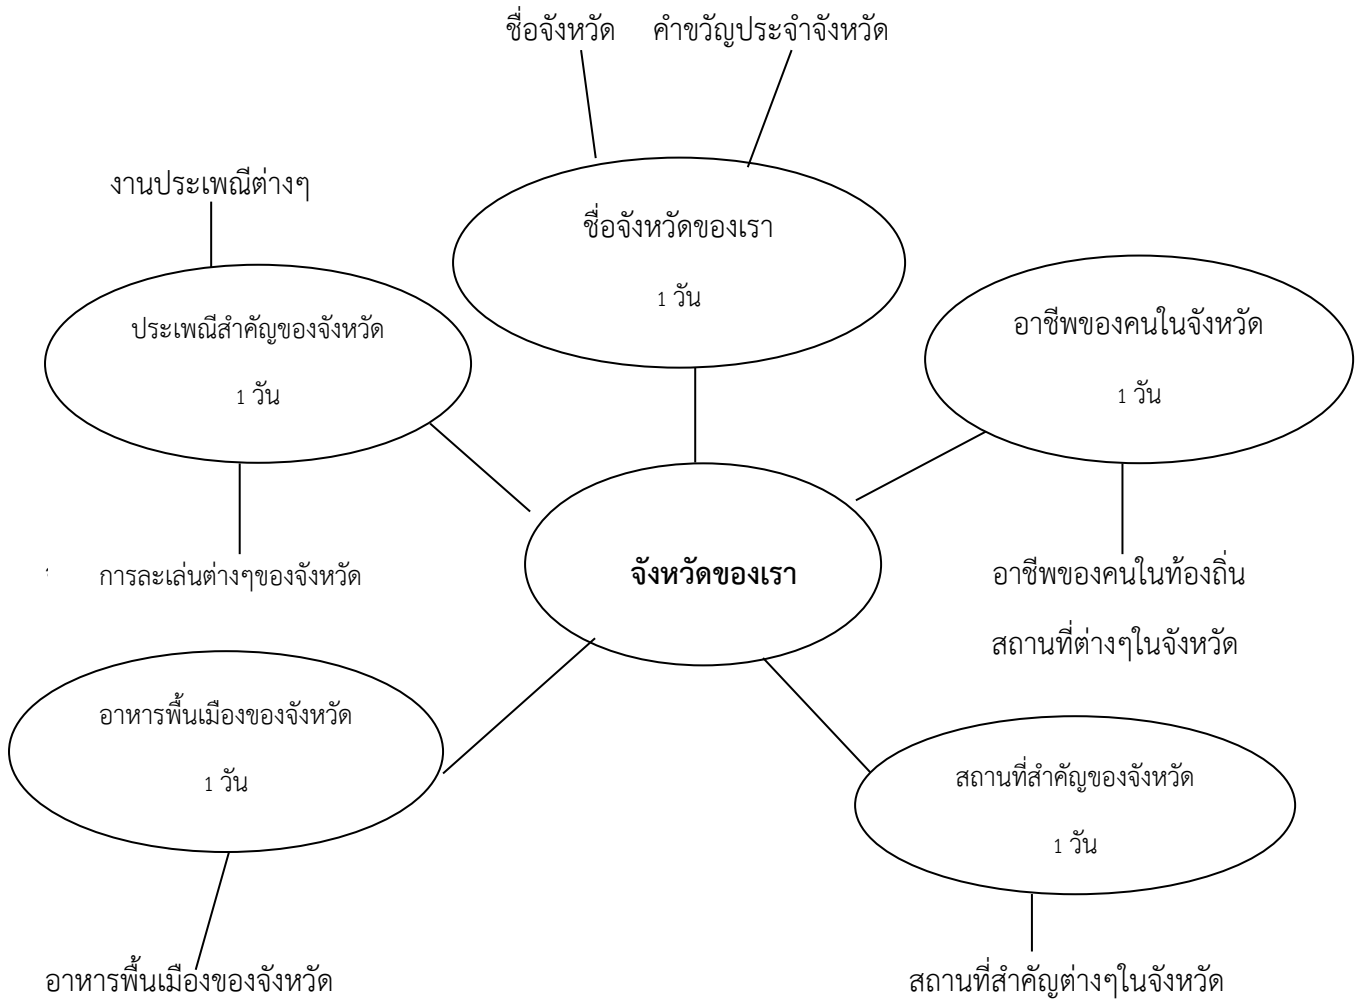 ชื่อจังหวัด คำขวัญประจำจังหวัด
งานประเพณีต่างๆ
ชื่อจังหวัดของเรา
1 วัน
ประเพณีสำคัญของจังหวัด
1 วัน
อาชีพของคนในจังหวัด
1 วัน
จังหวัดของเรา
การละเล่นต่างๆของจังหวัด
อาชีพของคนในท้องถิ่น
สถานที่ต่างๆในจังหวัด
อาหารพื้นเมืองของจังหวัด
1 วัน
สถานที่สำคัญของจังหวัด
1 วัน
อาหารพื้นเมืองของจังหวัด
สถานที่สำคัญต่างๆในจังหวัด